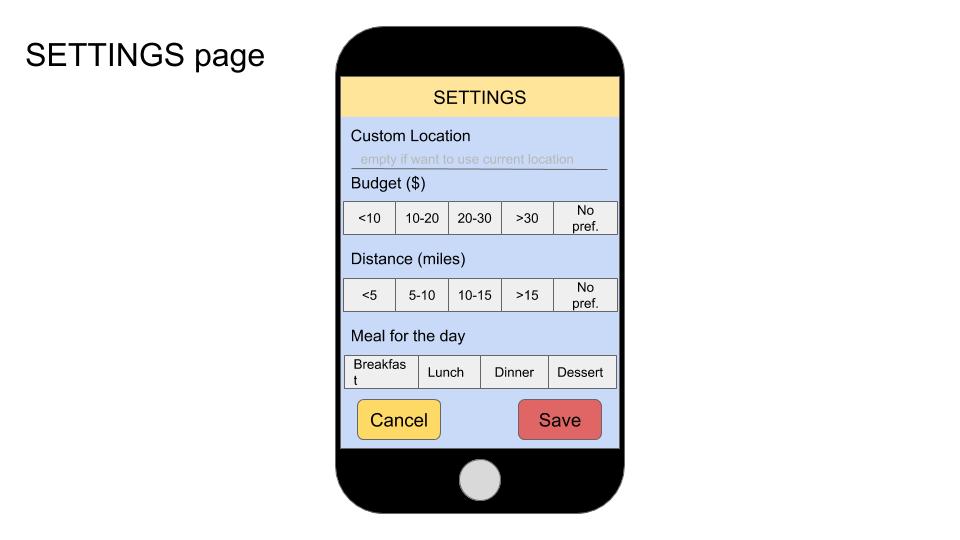 SETTINGS page
SETTINGS
Custom Location
empty if want to use current location
Budget ($)
<10 10-20 20-30 >30 No
pref.
Distance (miles)
<5 5-10 10-15 >15 No
pref.
Meal for the day
Breakfas
t Lunch Dinner Dessert
Cancel Save